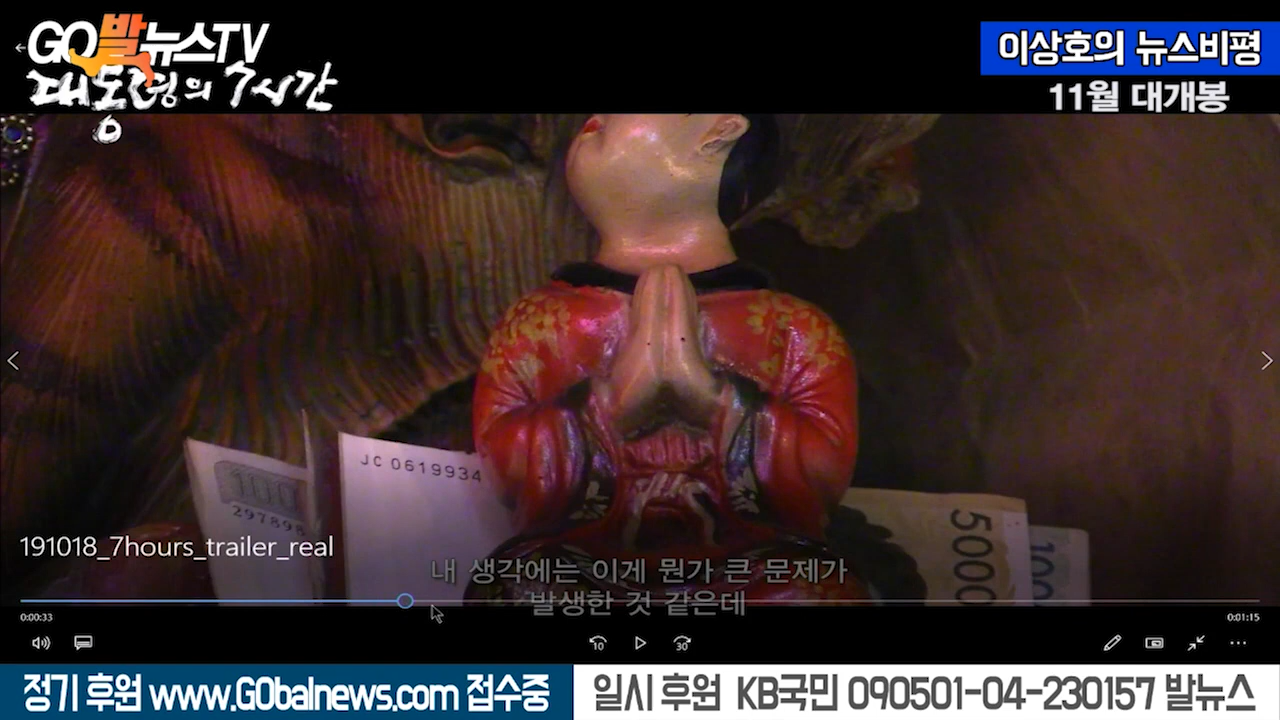 GO발뉴스TV
대통령의 7시간
이상호의 뉴스비평
11월 대개봉
JC 0619934
100
297898
5000
100
191018_7hours_trailer_real
내 생각에는 이게 뭔가 큰 문제가
발생한 것 같은데
0:00:33
0:01:15
10
30
정기 후원 www.GObalnews.com 접수중
일시 후원 KB국민 090501-04-230157 발뉴스